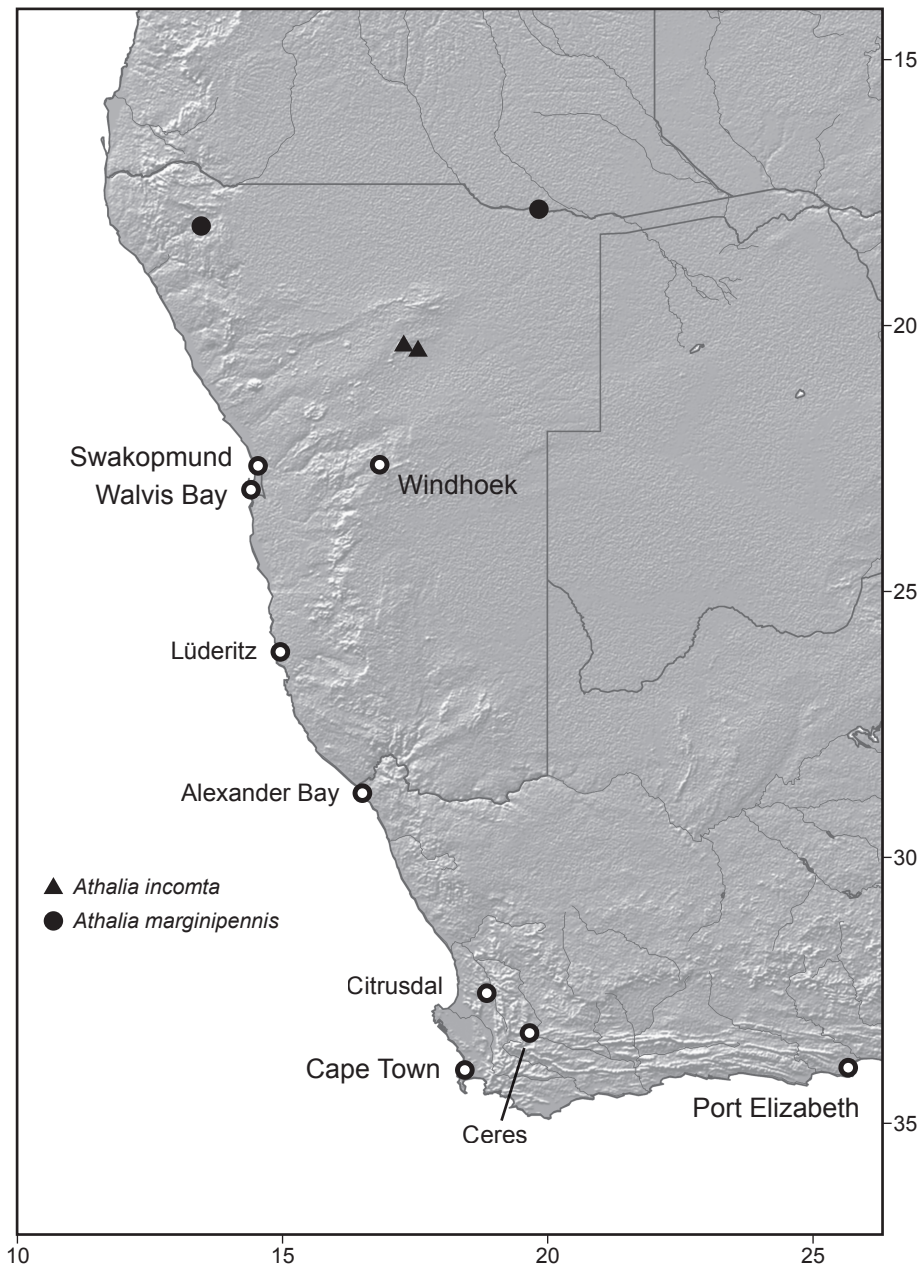 15
20
Swakopmund
Walvis Bay
Windhoek
25
Lüderitz
Alexander Bay
30
Athalia incomta
Athalia marginipennis
Citrusdal
Cape Town
Port Elizabeth
Ceres
35
10 15 20 25